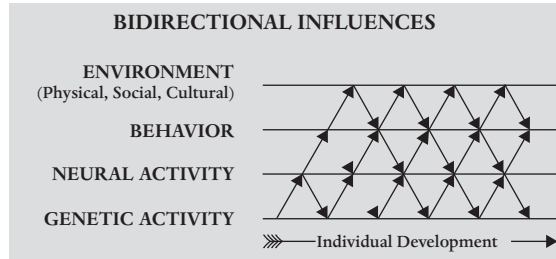 BIDIRECTIONAL INFLUENCES
ENVIRONMENT
(Physical, Social, Cultural)
BEHAVIOR
NEURAL ACTIVITY
GENETIC ACTIVITY
Individual Development